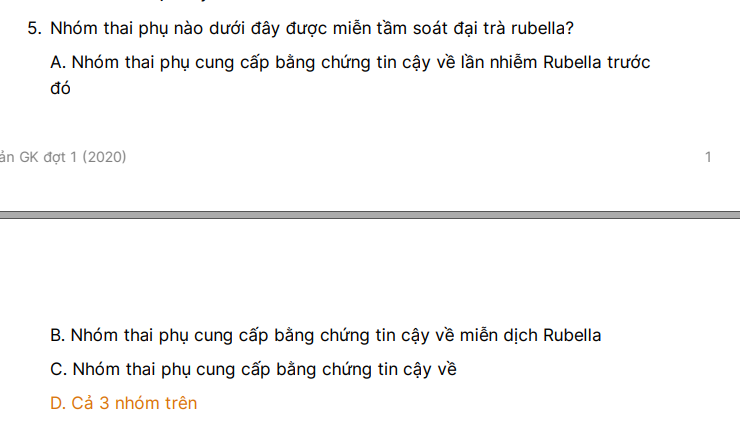 5. Nhóm thai phụ nào dưới đây được miễn tầm soát đại trà rubella?
A. Nhóm thai phụ cung cấp bằng chứng tin cậy về lần nhiễm Rubella trước
đó
GK đợt 1 (2020)
1
B. Nhóm thai phụ cung cấp bằng chứng tin cậy về miễn dịch Rubella
C. Nhóm thai phụ cung cấp bằng chứng tin cậy về
D. Cả 3 nhóm trên